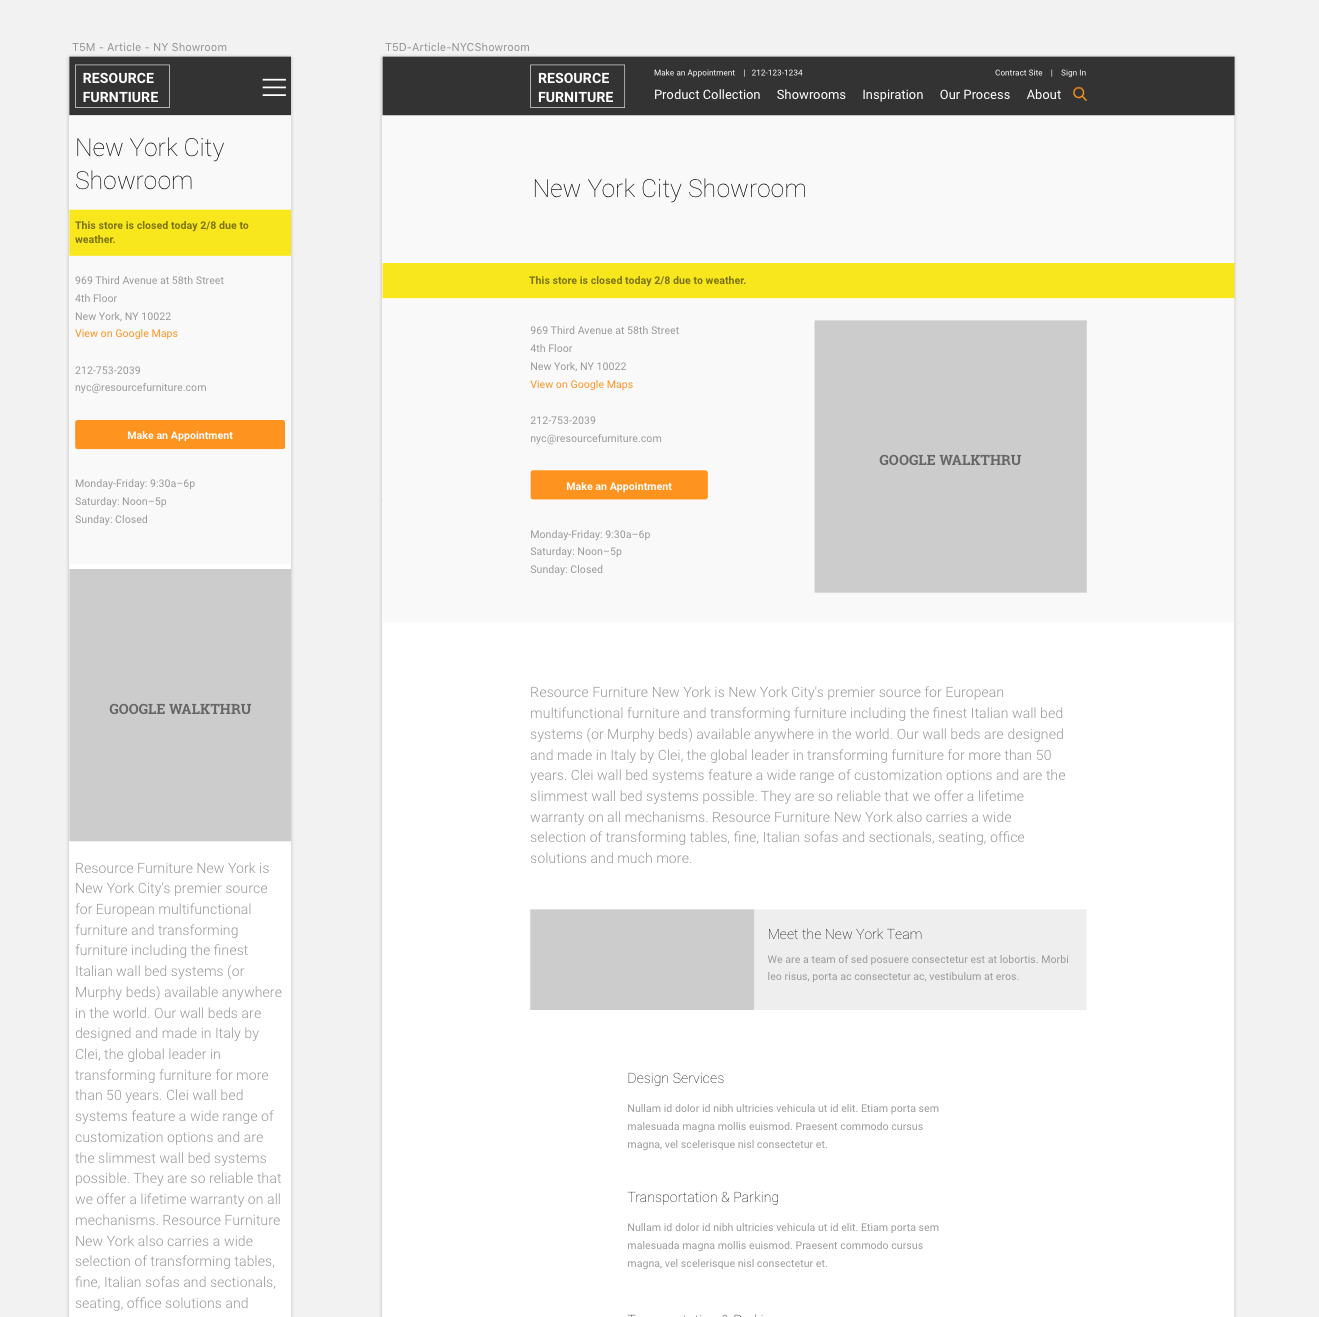 T5M - Article - NY Showroom
RESOURCE
FURNTIURE
New York City
Showroom
This store is closed today 2/8 due to
weather.
969 Third Avenue at 58th Street
4th Floor
New York, NY 10022
View on Google Maps
212-753-2039
nyc@resourcefurniture.com
Make an Appointment
Monday-Friday: 9:30a–6p
Saturday: Noon–5p
Sunday: Closed
GOOGLE WALKTHRU
Resource Furniture New York is
New York City's premier source
for European multifunctional
furniture and transforming
furniture including the finest
Italian wall bed systems (or
Murphy beds) available anywhere
in the world. Our wall beds are
designed and made in Italy by
Clei, the global leader in
transforming furniture for more
than 50 years. Clei wall bed
systems feature a wide range of
customization options and are
the slimmest wall bed systems
possible. They are so reliable that
we offer a lifetime warranty on all
mechanisms. Resource Furniture
New York also carries a wide
selection of transforming tables,
fine, Italian sofas and sectionals,
seating, office solutions and
T5D-Article-NYCShowroom
RESOURCE
FURNITURE
Make an Appointment | 212-123-1234
Contract Site | Sign In
Product Collection Showrooms Inspiration Our Process About
New York City Showroom
This store is closed today 2/8 due to weather.
969 Third Avenue at 58th Street
4th Floor
New York, NY 10022
View on Google Maps
212-753-2039
nyc@resourcefurniture.com
Make an Appointment
Monday-Friday: 9:30a–6p
Saturday: Noon–5p
Sunday: Closed
GOOGLE WALKTHRU
Resource Furniture New York is New York City's premier source for European
multifunctional furniture and transforming furniture including the finest Italian wall bed
systems (or Murphy beds) available anywhere in the world. Our wall beds are designed
and made in Italy by Clei, the global leader in transforming furniture for more than 50
years. Clei wall bed systems feature a wide range of customization options and are the
slimmest wall bed systems possible. They are so reliable that we offer a lifetime
warranty on all mechanisms. Resource Furniture New York also carries a wide
selection of transforming tables, fine, Italian sofas and sectionals, seating, office
solutions and much more.
Meet the New York Team
We are a team of sed posuere consectetur est at lobortis. Morbi
leo risus, porta ac consectetur ac, vestibulum at eros.
Design Services
Nullam id dolor id nibh ultricies vehicula ut id elit. Etiam porta sem
malesuada magna mollis euismod. Praesent commodo cursus
magna, vel scelerisque nisl consectetur et.
Transportation & Parking
Nullam id dolor id nibh ultricies vehicula ut id elit. Etiam porta sem
malesuada magna mollis euismod. Praesent commodo cursus
magna, vel scelerisque nisl consectetur et.